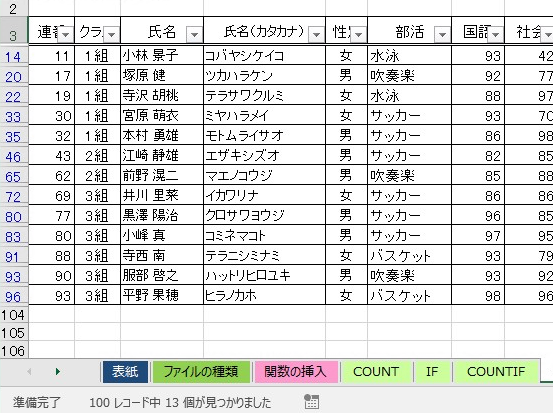 2
3 連番 クラ 氏名 氏名(カタカナ) 性別 部活 国語 社会
14 11 1組 小林 景子 コバヤシケイコ 女 水泳 93 42
20 17 1組 塚原 健 ツカハラケン 男 吹奏楽 92 77
22 19 1組 寺沢 胡桃 テラサワクルミ 女 水泳 88 97
33 30 1組 宮原 萌衣 ミヤハラメイ 女 サッカー 93 70
35 32 1組 本村 勇雄 モトムライサオ 男 サッカー 86 98
46 43 2組 江崎 静雄 エザキシズオ 男 サッカー 82 85
65 62 2組 前野 滉二 マエノコウジ 男 吹奏楽 85 88
72 69 3組 井川 里菜 イカワリナ 女 サッカー 86 86
80 77 3組 黒澤 陽治 クロサワヨウジ 男 サッカー 96 85
83 80 3組 小峰 真 コミネマコト 男 サッカー 97 95
91 88 3組 寺西 南 テラニシミナミ 女 バスケット 93 79
93 90 3組 服部 啓之 ハットリヒロユキ 男 吹奏楽 93 92
96 93 3組 平野 果穂 ヒラノカホ 女 バスケット 98 96
104
105
106
表紙 ファイルの種類 関数の挿入 COUNT IF COUNTIF
準備完了 100 レコード中 13 個が見つかりました